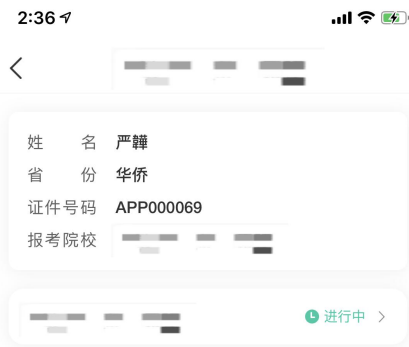 2:36
姓 名 严韡
省 份 华侨
证件号码 APP000069
报考院校
进行中